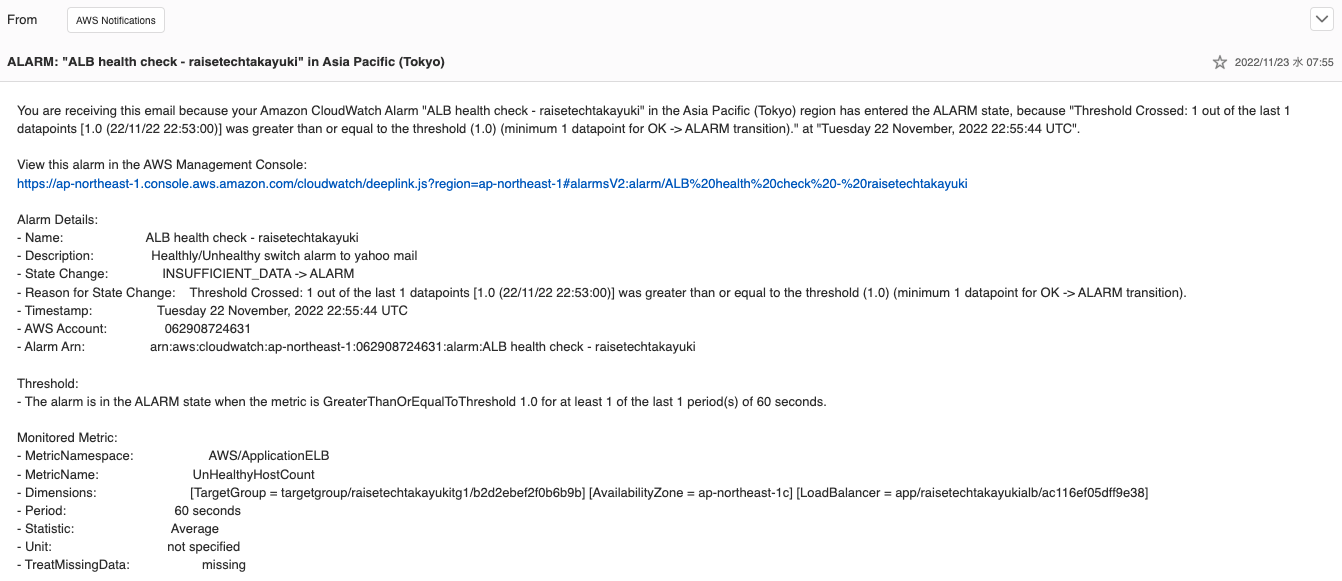 From AWS Notifications
ALARM: "ALB health check - raisetechtakayuki" in Asia Pacific (Tokyo) 2022/11/23 水 07:55
You are receiving this email because your Amazon CloudWatch Alarm "ALB health check - raisetechtakayuki" in the Asia Pacific (Tokyo) region has entered the ALARM state, because "Threshold Crossed: 1 out of the last 1
datapoints [1.0 (22/11/22 22:53:00)] was greater than or equal to the threshold (1.0) (minimum 1 datapoint for OK -> ALARM transition)." at "Tuesday 22 November, 2022 22:55:44 UTC".
View this alarm in the AWS Management Console:
https://ap-northeast-1.console.aws.amazon.com/cloudwatch/deeplink.js?region=ap-northeast-1#alarmsV2:alarm/ALB%20health%20check%20-%20raisetechtakayuki
Alarm Details:
- Name: ALB health check - raisetechtakayuki
- Description: Healthly/Unhealthy switch alarm to yahoo mail
- State Change: INSUFFICIENT_DATA -> ALARM
- Reason for State Change: Threshold Crossed: 1 out of the last 1 datapoints [1.0 (22/11/22 22:53:00)] was greater than or equal to the threshold (1.0) (minimum 1 datapoint for OK -> ALARM transition).
- Timestamp: Tuesday 22 November, 2022 22:55:44 UTC
- AWS Account: 062908724631
- Alarm Arn: arn:aws:cloudwatch:ap-northeast-1:062908724631:alarm:ALB health check - raisetechtakayuki
Threshold:
- The alarm is in the ALARM state when the metric is GreaterThanOrEqualToThreshold 1.0 for at least 1 of the last 1 period(s) of 60 seconds.
Monitored Metric:
- MetricNamespace: AWS/ApplicationELB
- MetricName: UnHealthyHostCount
- Dimensions: [TargetGroup = targetgroup/raisetechtakayukitg1/b2d2ebef2f0b6b9b] [AvailabilityZone = ap-northeast-1c] [LoadBalancer = app/raisetechtakayukialb/ac116ef05dff9e38]
- Period: 60 seconds
- Statistic: Average
- Unit: not specified
- TreatMissingData: missing